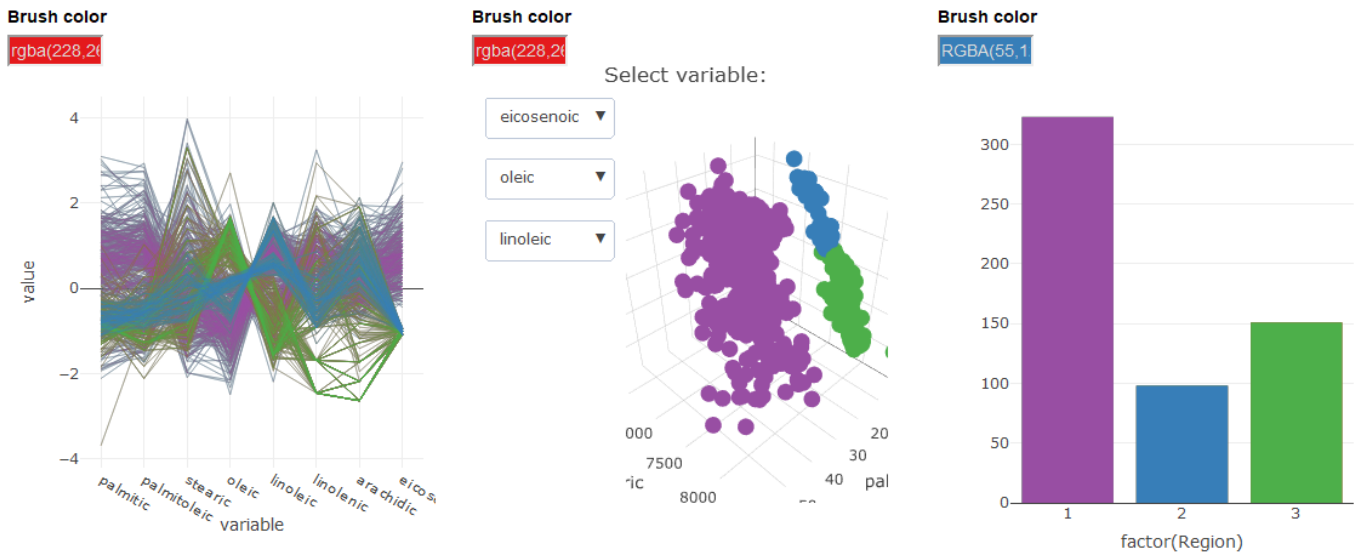 Brush color
rgba(228,26
4
2
0
−2
−4
value
palmitic
palmitoleic
stearic
oleic
linoleic
linolenic
arachidic
eicose
variable
Brush color
rgba(228,26
Select variable:
eicosenoic ▼
oleic ▼
linoleic ▼
000
7500
8000
ric
50
40
30
20
pal
Brush color
RGBA(55,1
300
250
200
150
100
50
0
1
2
3
factor(Region)